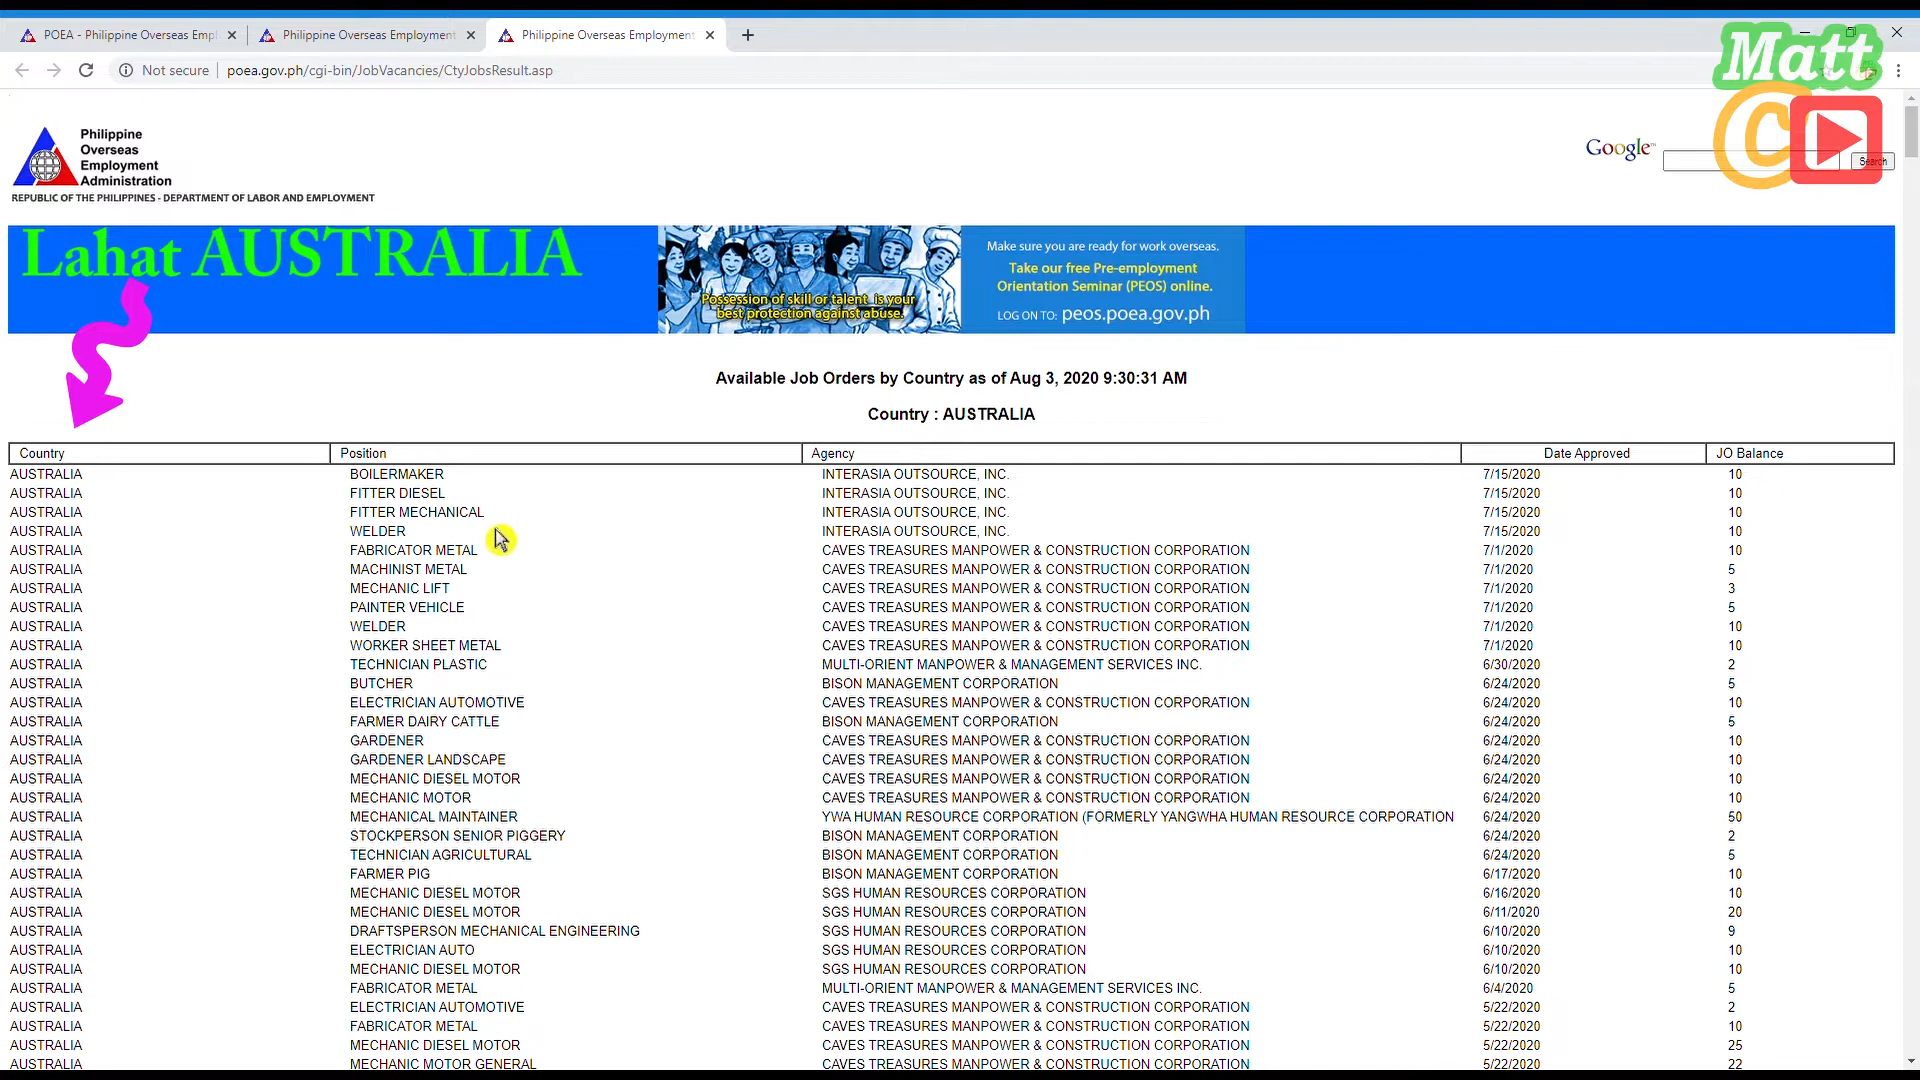 POEA - Philippine Overseas Empl
Philippine Overseas Employment
Philippine Overseas Employment
Not secure
poea.gov.ph/cgi-bin/JobVacancies/CtyJobsResult.asp
Matt
C
Philippine
Overseas
Employment
Administration
REPUBLIC OF THE PHILIPPINES - DEPARTMENT OF LABOR AND EMPLOYMENT
Google
Search
Lahat AUSTRALIA
Possession of skill or talent is your
best protection against abuse.
Make sure you are ready for work overseas.
Take our free Pre-employment
Orientation Seminar (PEOS) online.
LOG ON TO: peos.poea.gov.ph
Available Job Orders by Country as of Aug 3, 2020 9:30:31 AM
Country : AUSTRALIA
Country Position Agency Date Approved JO Balance
AUSTRALIA BOILERMAKER INTERASIA OUTSOURCE, INC. 7/15/2020 10
AUSTRALIA FITTER DIESEL INTERASIA OUTSOURCE, INC. 7/15/2020 10
AUSTRALIA FITTER MECHANICAL INTERASIA OUTSOURCE, INC. 7/15/2020 10
AUSTRALIA WELDER INTERASIA OUTSOURCE, INC. 7/15/2020 10
AUSTRALIA FABRICATOR METAL CAVES TREASURES MANPOWER & CONSTRUCTION CORPORATION 7/1/2020 10
AUSTRALIA MACHINIST METAL CAVES TREASURES MANPOWER & CONSTRUCTION CORPORATION 7/1/2020 5
AUSTRALIA MECHANIC LIFT CAVES TREASURES MANPOWER & CONSTRUCTION CORPORATION 7/1/2020 3
AUSTRALIA PAINTER VEHICLE CAVES TREASURES MANPOWER & CONSTRUCTION CORPORATION 7/1/2020 5
AUSTRALIA WELDER CAVES TREASURES MANPOWER & CONSTRUCTION CORPORATION 7/1/2020 10
AUSTRALIA WORKER SHEET METAL CAVES TREASURES MANPOWER & CONSTRUCTION CORPORATION 7/1/2020 10
AUSTRALIA TECHNICIAN PLASTIC MULTI-ORIENT MANPOWER & MANAGEMENT SERVICES INC. 6/30/2020 2
AUSTRALIA BUTCHER BISON MANAGEMENT CORPORATION 6/24/2020 5
AUSTRALIA ELECTRICIAN AUTOMOTIVE CAVES TREASURES MANPOWER & CONSTRUCTION CORPORATION 6/24/2020 10
AUSTRALIA FARMER DAIRY CATTLE BISON MANAGEMENT CORPORATION 6/24/2020 5
AUSTRALIA GARDENER CAVES TREASURES MANPOWER & CONSTRUCTION CORPORATION 6/24/2020 10
AUSTRALIA GARDENER LANDSCAPE CAVES TREASURES MANPOWER & CONSTRUCTION CORPORATION 6/24/2020 10
AUSTRALIA MECHANIC DIESEL MOTOR CAVES TREASURES MANPOWER & CONSTRUCTION CORPORATION 6/24/2020 10
AUSTRALIA MECHANIC MOTOR CAVES TREASURES MANPOWER & CONSTRUCTION CORPORATION 6/24/2020 10
AUSTRALIA MECHANICAL MAINTAINER YWA HUMAN RESOURCE CORPORATION (FORMERLY YANGWHA HUMAN RESOURCE CORPORATION 6/24/2020 50
AUSTRALIA STOCKPERSON SENIOR PIGGERY BISON MANAGEMENT CORPORATION 6/24/2020 2
AUSTRALIA TECHNICIAN AGRICULTURAL BISON MANAGEMENT CORPORATION 6/24/2020 5
AUSTRALIA FARMER PIG BISON MANAGEMENT CORPORATION 6/17/2020 10
AUSTRALIA MECHANIC DIESEL MOTOR SGS HUMAN RESOURCES CORPORATION 6/16/2020 10
AUSTRALIA MECHANIC DIESEL MOTOR SGS HUMAN RESOURCES CORPORATION 6/11/2020 20
AUSTRALIA DRAFTSPERSON MECHANICAL ENGINEERING SGS HUMAN RESOURCES CORPORATION 6/10/2020 9
AUSTRALIA ELECTRICIAN AUTO SGS HUMAN RESOURCES CORPORATION 6/10/2020 10
AUSTRALIA MECHANIC DIESEL MOTOR SGS HUMAN RESOURCES CORPORATION 6/10/2020 10
AUSTRALIA FABRICATOR METAL MULTI-ORIENT MANPOWER & MANAGEMENT SERVICES INC. 6/4/2020 5
AUSTRALIA ELECTRICIAN AUTOMOTIVE CAVES TREASURES MANPOWER & CONSTRUCTION CORPORATION 5/22/2020 2
AUSTRALIA FABRICATOR METAL CAVES TREASURES MANPOWER & CONSTRUCTION CORPORATION 5/22/2020 10
AUSTRALIA MECHANIC DIESEL MOTOR CAVES TREASURES MANPOWER & CONSTRUCTION CORPORATION 5/22/2020 25
AUSTRALIA MECHANIC MOTOR GENERAL CAVES TREASURES MANPOWER & CONSTRUCTION CORPORATION 5/22/2020 22